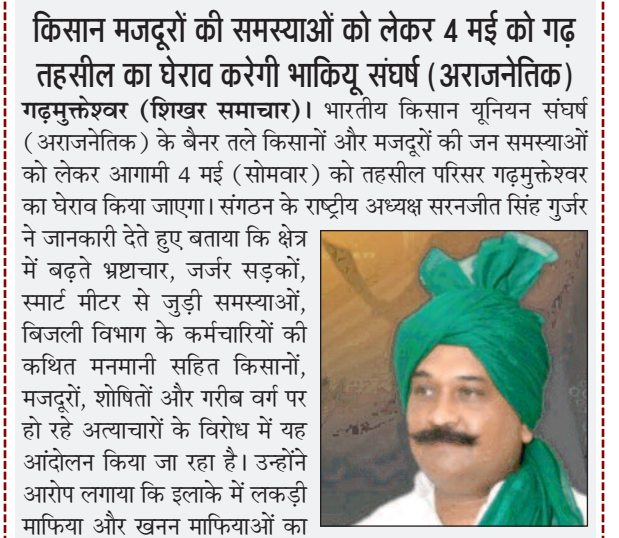 किसान मजदूरों की समस्याओं को लेकर 4 मई को गढ़
तहसील का घेराव करेगी भाकियू संघर्ष (अराजनेतिक)
गढ़मुक्तेश्वर (शिखर समाचार)। भारतीय किसान यूनियन संघर्ष
(अराजनेतिक) के बैनर तले किसानों और मजदूरों की जन समस्याओं
को लेकर आगामी 4 मई (सोमवार) को तहसील परिसर गढ़मुक्तेश्वर
का घेराव किया जाएगा। संगठन के राष्ट्रीय अध्यक्ष सरनजीत सिंह गुर्जर
ने जानकारी देते हुए बताया कि क्षेत्र
में बढ़ते भ्रष्टाचार, जर्जर सड़कों,
स्मार्ट मीटर से जुड़ी समस्याओं,
बिजली विभाग के कर्मचारियों की
कथित मनमानी सहित किसानों,
मजदूरों, शोषितों और गरीब वर्ग पर
हो रहे अत्याचारों के विरोध में यह
आंदोलन किया जा रहा है। उन्होंने
आरोप लगाया कि इलाके में लकड़ी
माफिया और खनन माफियाओं का